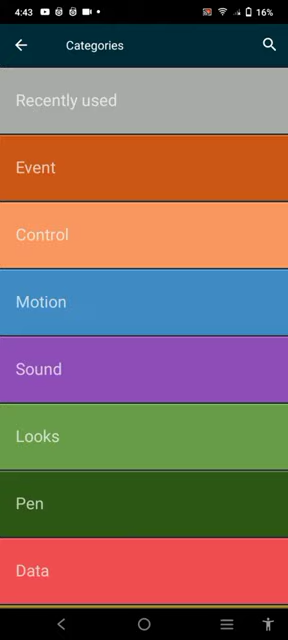 4:43
16%
Categories
Recently used
Event
Control
Motion
Sound
Looks
Pen
Data